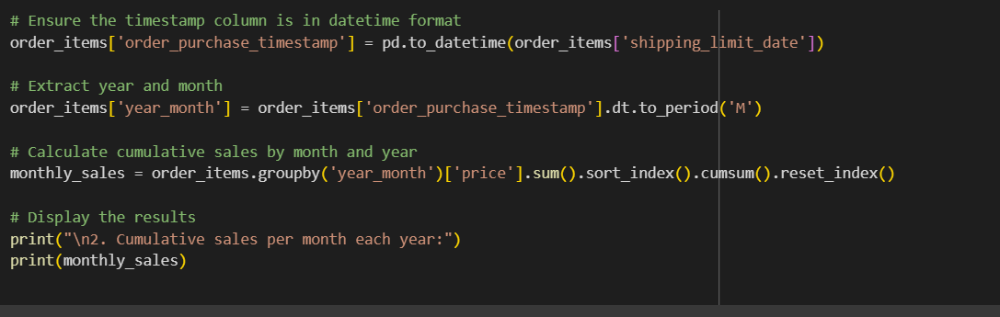 # Ensure the timestamp column is in datetime format
order_items['order_purchase_timestamp'] = pd.to_datetime(order_items['shipping_limit_date'])
# Extract year and month
order_items['year_month'] = order_items['order_purchase_timestamp'].dt.to_period('M')
# Calculate cumulative sales by month and year
monthly_sales = order_items.groupby('year_month')['price'].sum().sort_index().cumsum().reset_index()
# Display the results
print("\n2. Cumulative sales per month each year:")
print(monthly_sales)